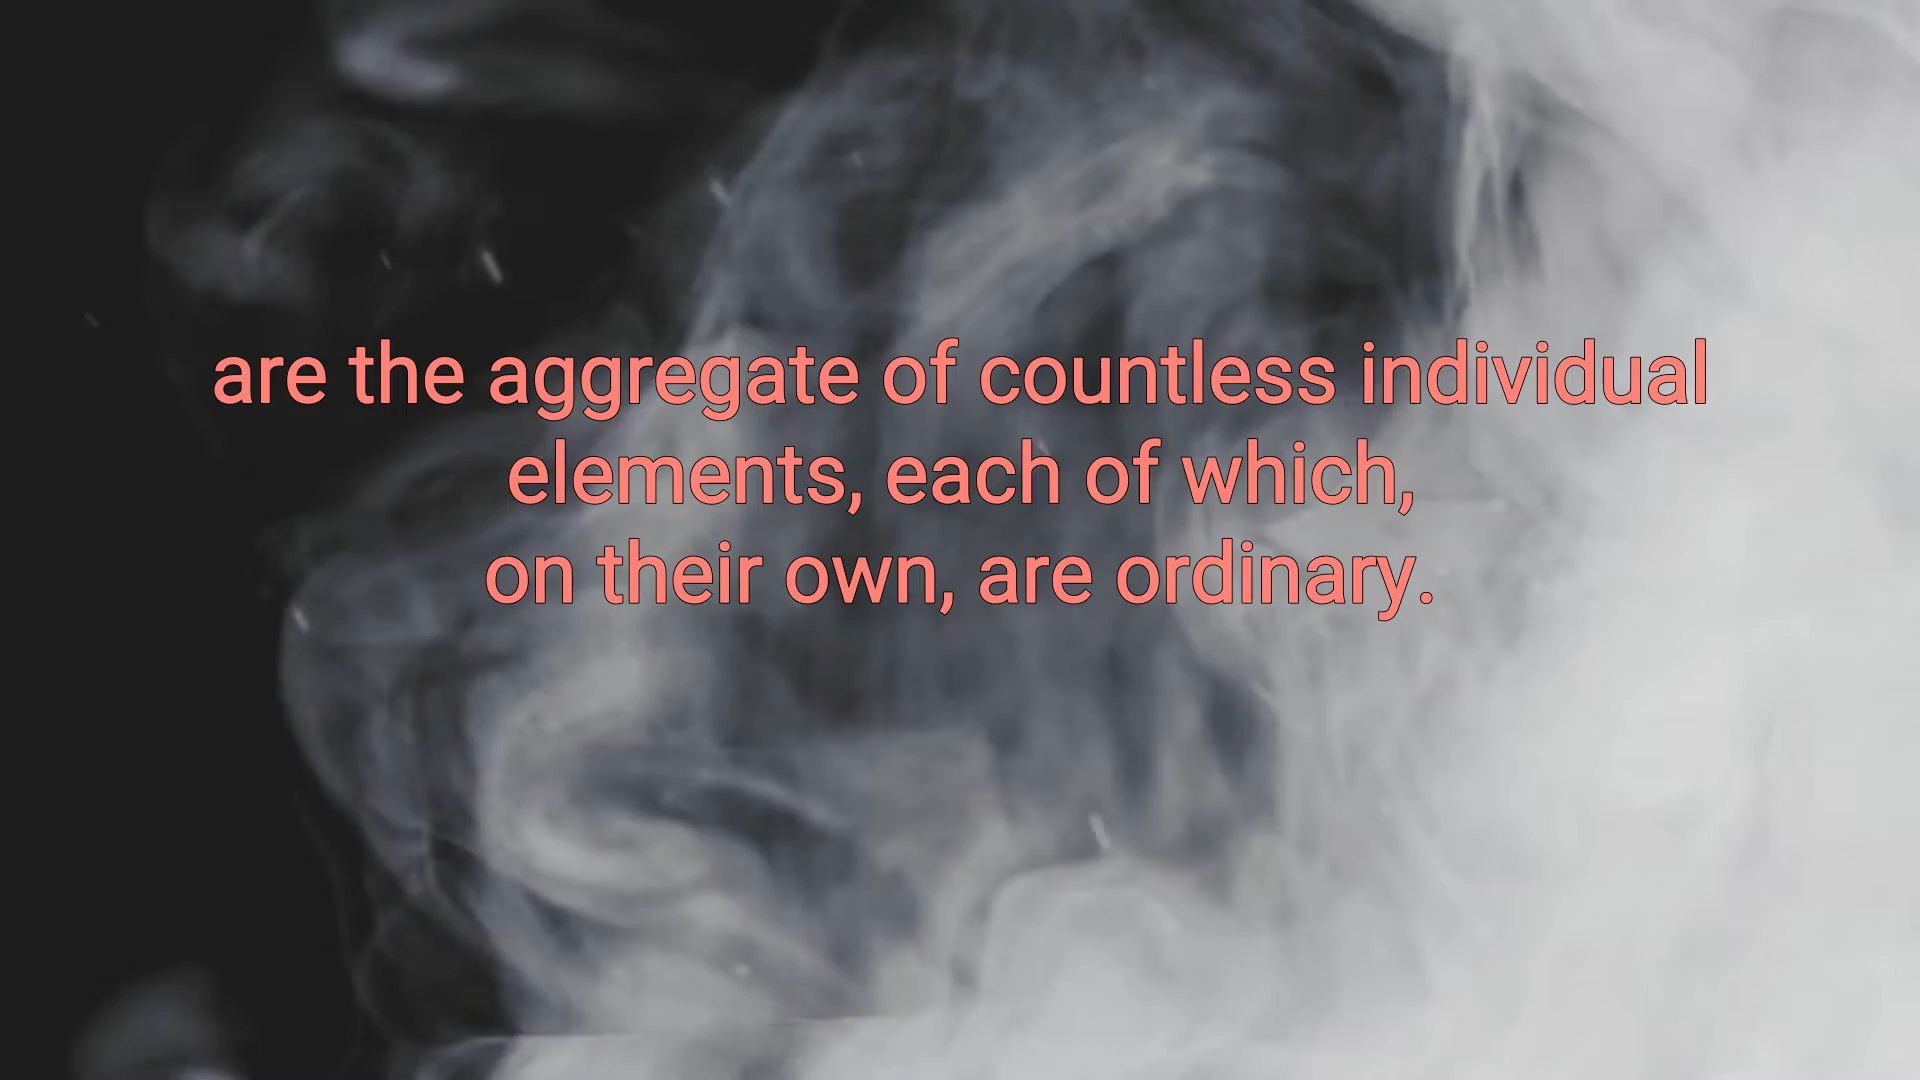 are the aggregate of countless individual
elements, each of which,
on their own, are ordinary.